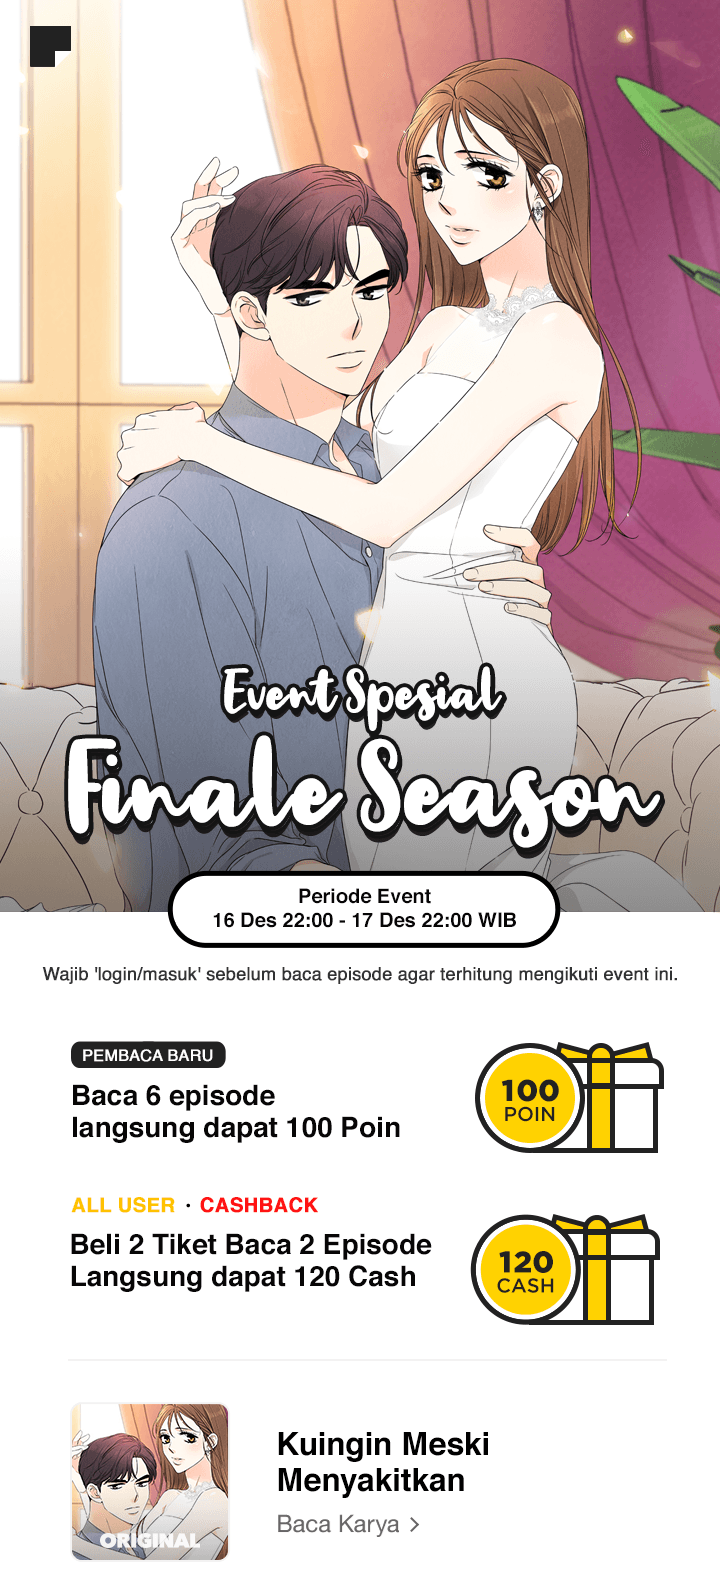 Event Spesial
Finale Season
Periode Event
16 Des 22:00 - 17 Des 22:00 WIB
Wajib 'login/masuk' sebelum baca episode agar terhitung mengikuti event ini.
PEMBACA BARU
Baca 6 episode
langsung dapat 100 Poin
100
POIN
ALL USER · CASHBACK
Beli 2 Tiket Baca 2 Episode
Langsung dapat 120 Cash
120
CASH
ORIGINAL
Kuingin Meski
Menyakitkan
Baca Karya >